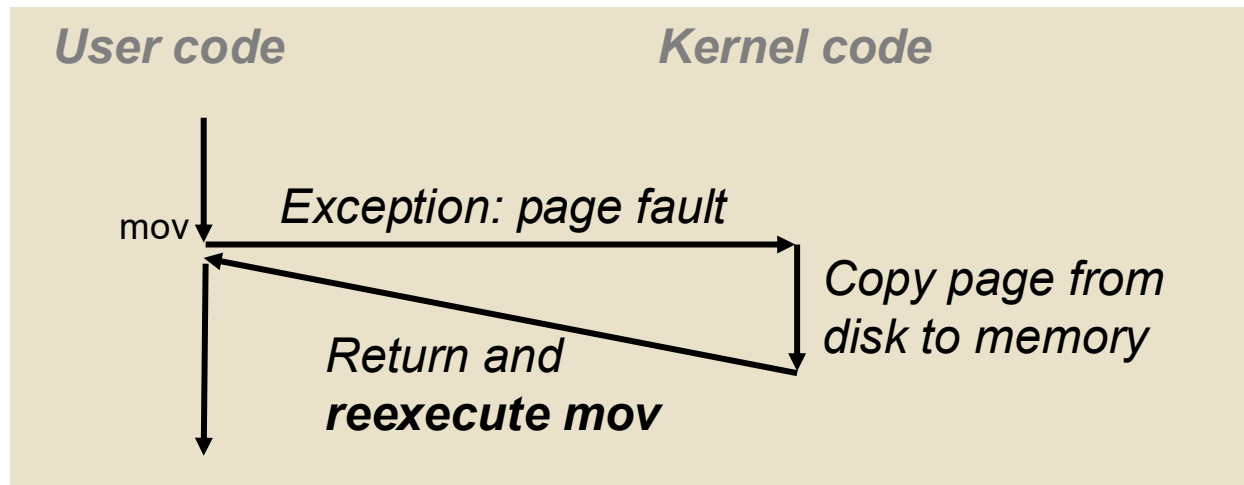 User code
Kernel code
Exception: page fault
mov
Copy page from
disk to memory
Return and
reexecute mov